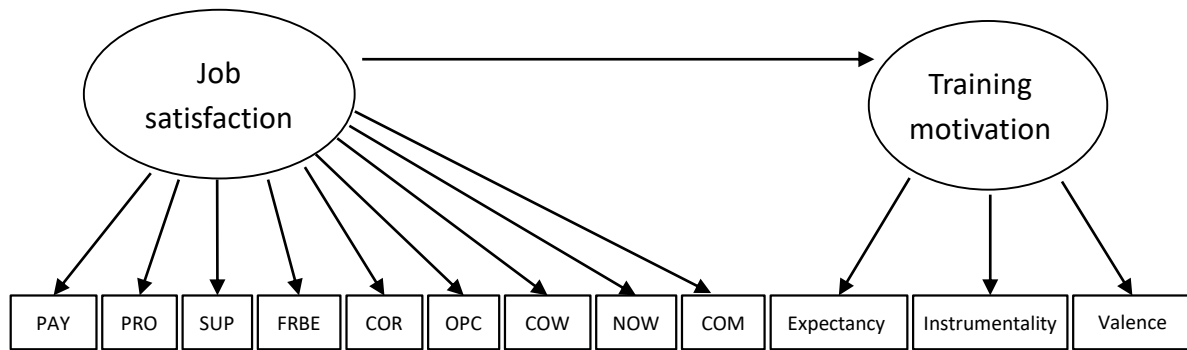 Job
satisfaction
Training
motivation
PAY
PRO
SUP
FRBE
COR
OPC
COW
NOW
COM
Expectancy
Instrumentality
Valence